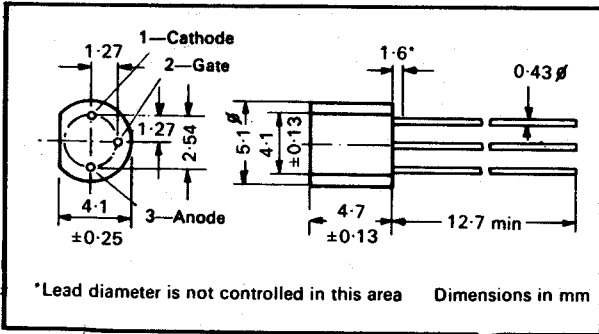 1—Cathode
1·27
2—Gate
1·27
2·54
3—Anode
4·1
±0·25
5·1ø
4·1
±0·13
1·6*
0·43ø
4·7
±0·13
12·7 min
*Lead diameter is not controlled in this area
Dimensions in mm